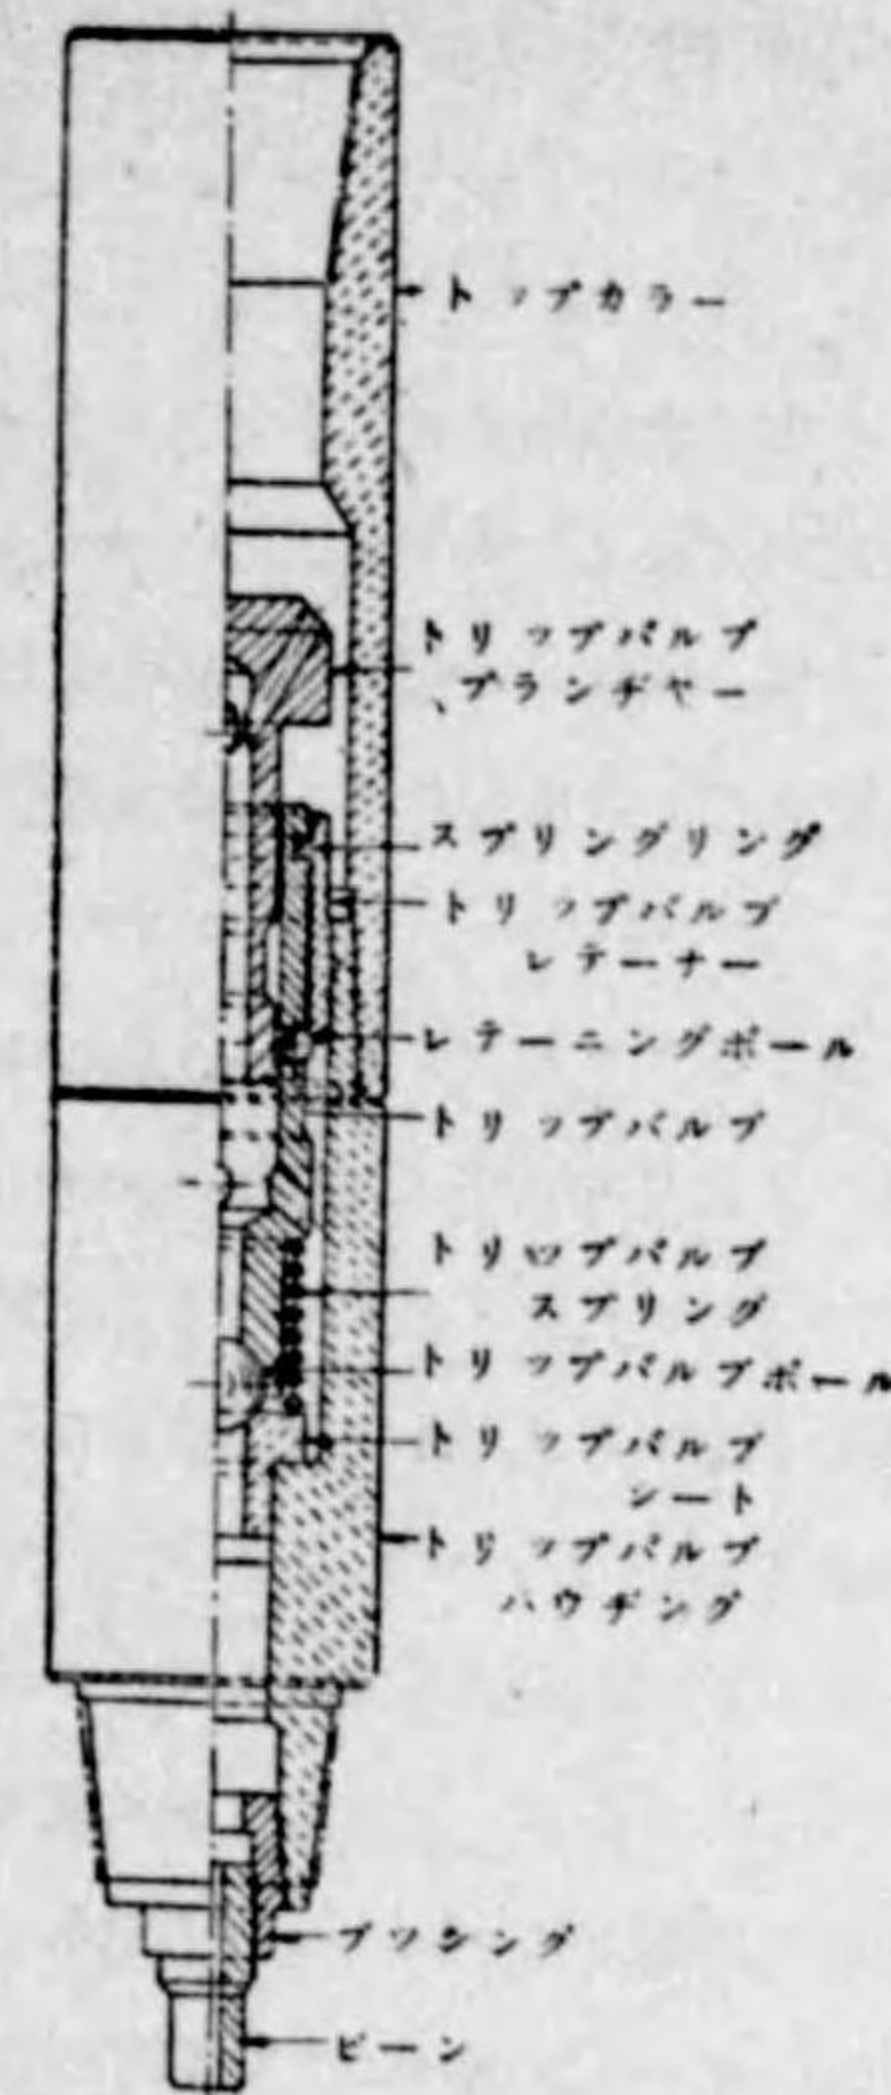 トップカラー
トリップバルブ
プランヂャー
スプリングリング
トリップバルブ
レテーナー
レテーニングボール
トリップバルブ
トリップバルブ
スプリング
トリップバルブボール
トリップバルブ
シート
トリップバルブ
ハウヂング
ブツシング
ビーン